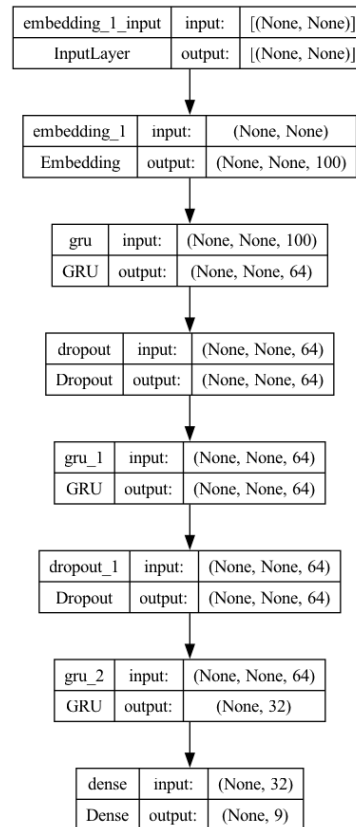 embedding_1_input input: [(None, None)]
InputLayer output: [(None, None)]
embedding_1 input: (None, None)
Embedding output: (None, None, 100)
gru input: (None, None, 100)
GRU output: (None, None, 64)
dropout input: (None, None, 64)
Dropout output: (None, None, 64)
gru_1 input: (None, None, 64)
GRU output: (None, None, 64)
dropout_1 input: (None, None, 64)
Dropout output: (None, None, 64)
gru_2 input: (None, None, 64)
GRU output: (None, 32)
dense input: (None, 32)
Dense output: (None, 9)